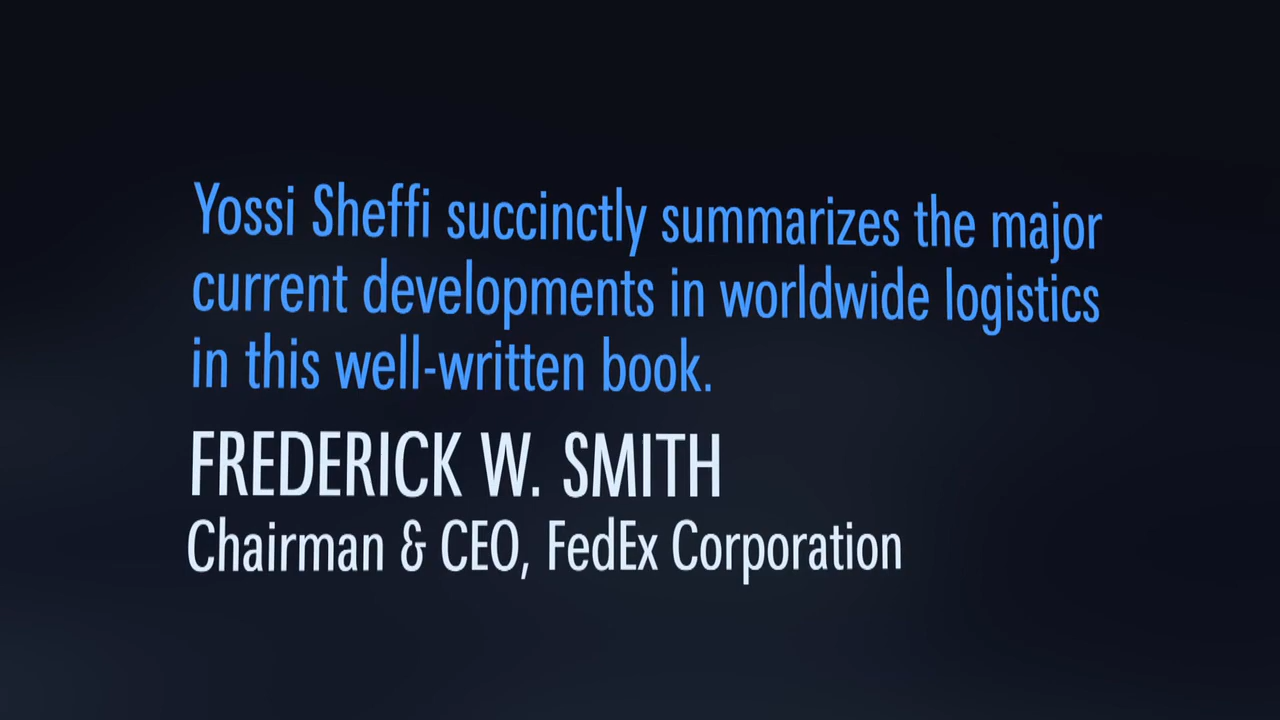 Yossi Sheffi succinctly summarizes the major
current developments in worldwide logistics
in this well-written book.
FREDERICK W. SMITH
Chairman & CEO, FedEx Corporation